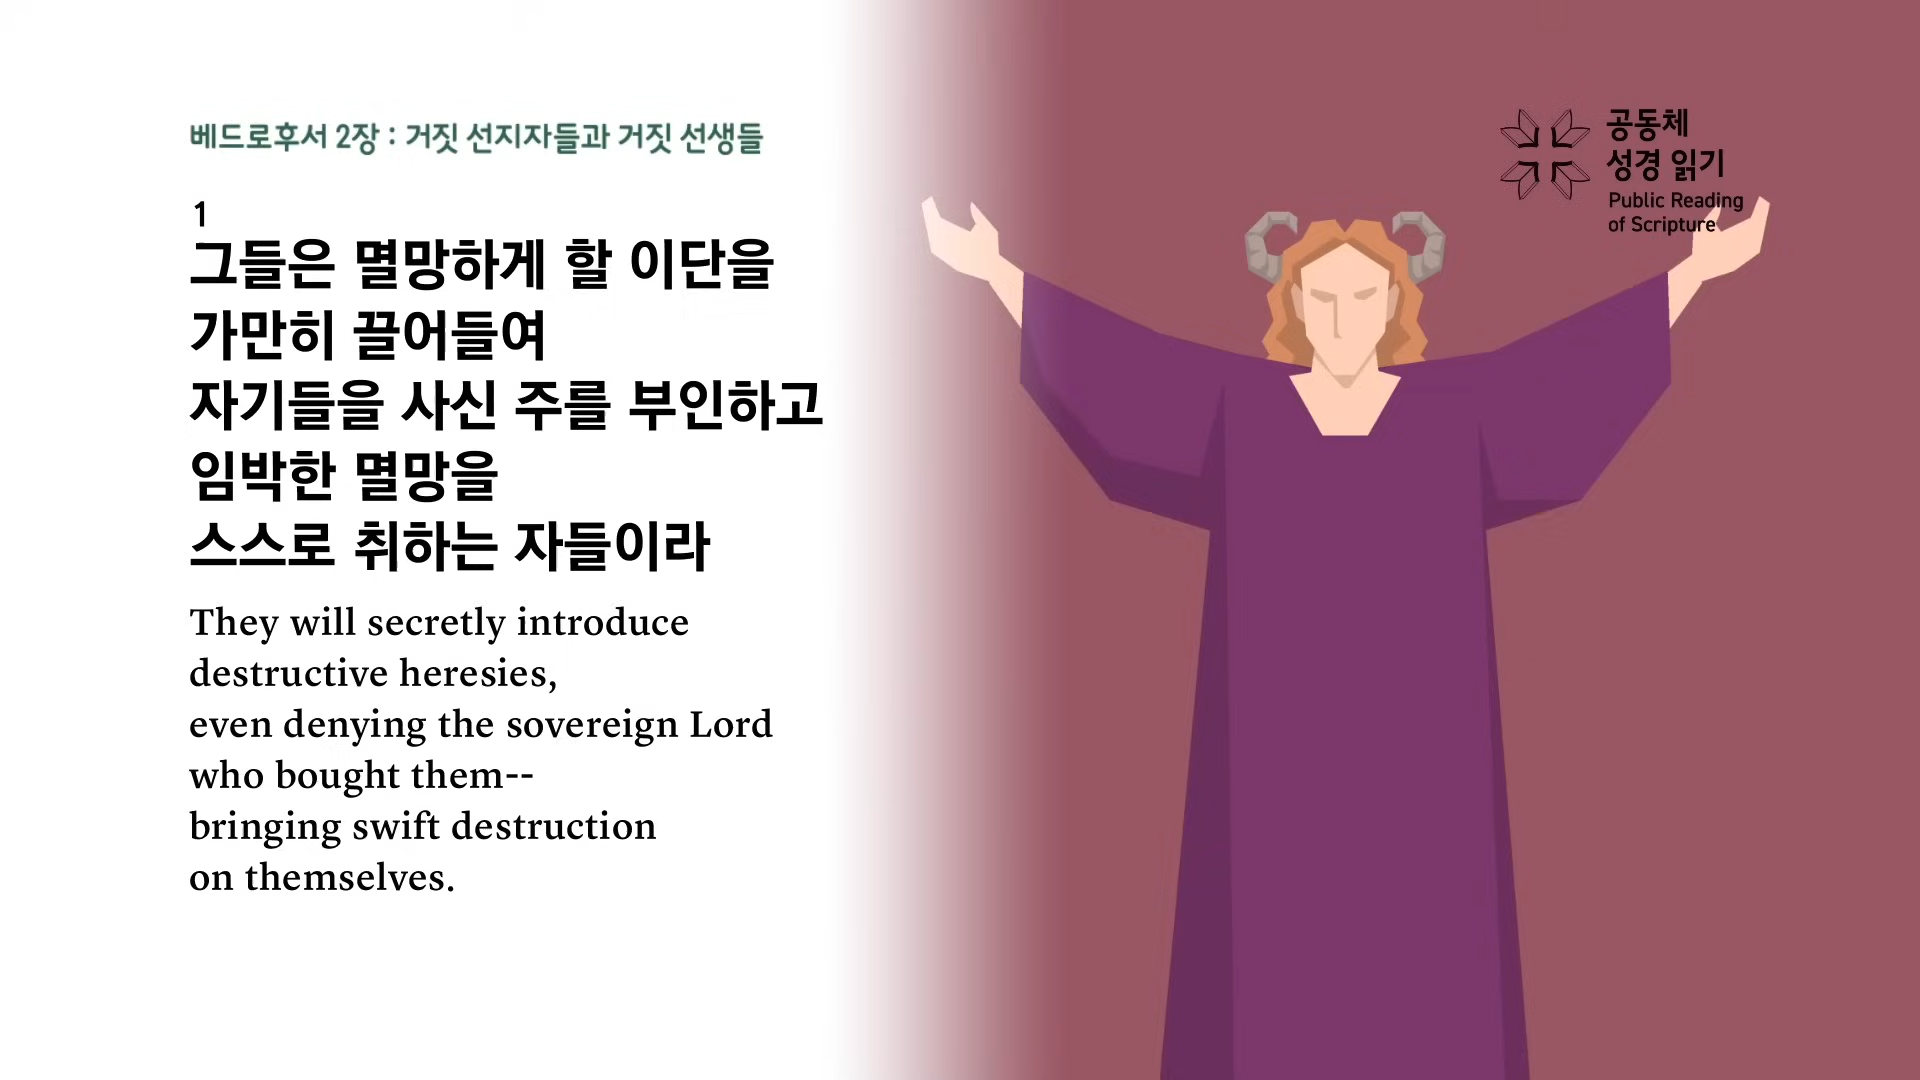 베드로후서 2장 : 거짓 선지자들과 거짓 선생들
1
그들은 멸망하게 할 이단을
가만히 끌어들여
자기들을 사신 주를 부인하고
임박한 멸망을
스스로 취하는 자들이라
They will secretly introduce
destructive heresies,
even denying the sovereign Lord
who bought them--
bringing swift destruction
on themselves.
공동체
성경 읽기
Public Reading
of Scripture